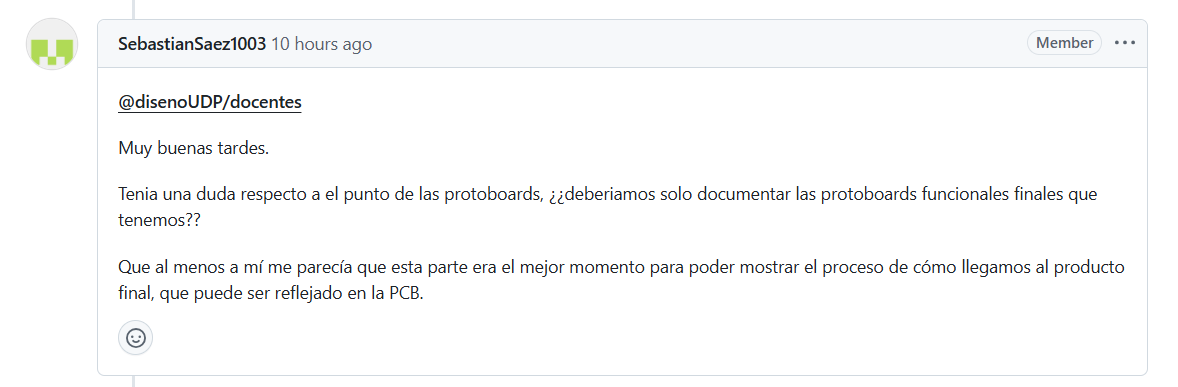 SebastianSaez1003 10 hours ago Member
@disenoUDP/docentes
Muy buenas tardes.
Tenia una duda respecto a el punto de las protoboards, ¿¿deberiamos solo documentar las protoboards funcionales finales que
tenemos??
Que al menos a mí me parecía que esta parte era el mejor momento para poder mostrar el proceso de cómo llegamos al producto
final, que puede ser reflejado en la PCB.